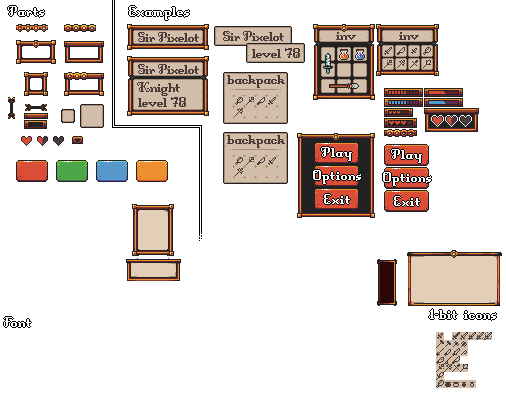 Parts
Examples
Sir Pixelot
Sir Pixelot
Knight
level 78
Sir Pixelot
level 78
backpack
backpack
inv
inv
Play
Options
Exit
Play
Options
Exit
Font
1-bit icons